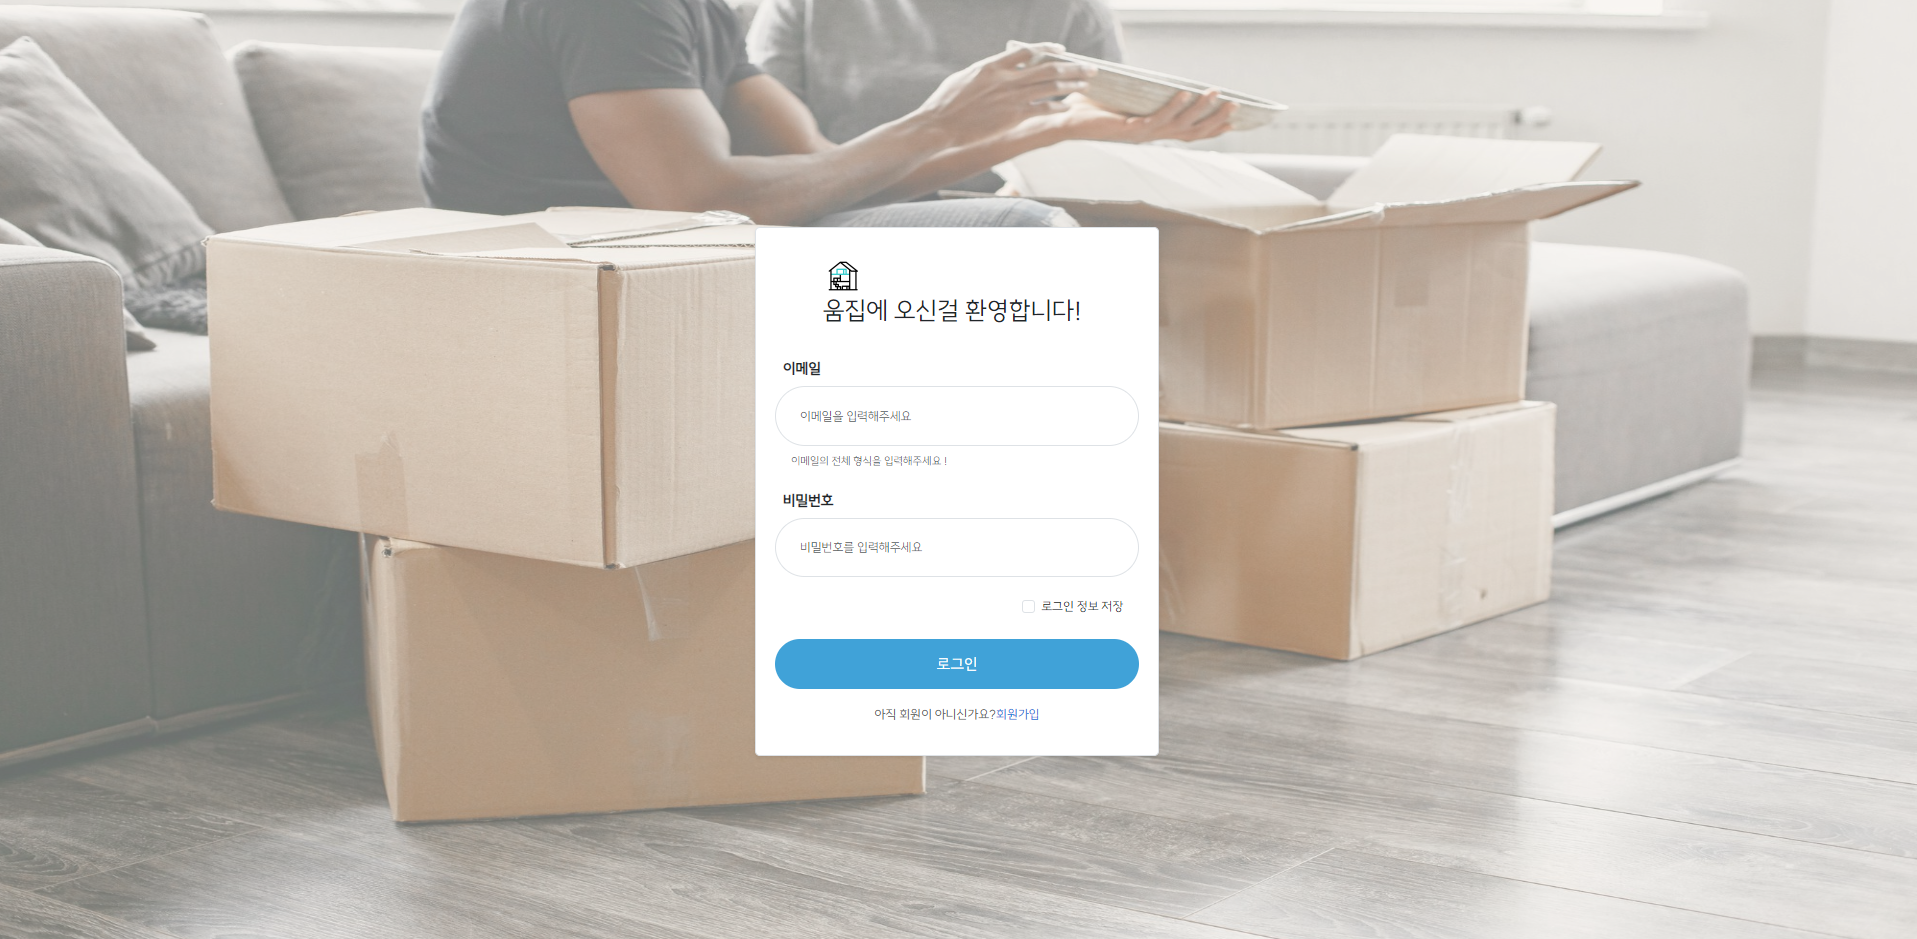 움집에 오신걸 환영합니다!
이메일
이메일을 입력해주세요
이메일의 전체 형식을 입력해주세요 !
비밀번호
비밀번호를 입력해주세요
로그인 정보 저장
로그인
아직 회원이 아니신가요?회원가입